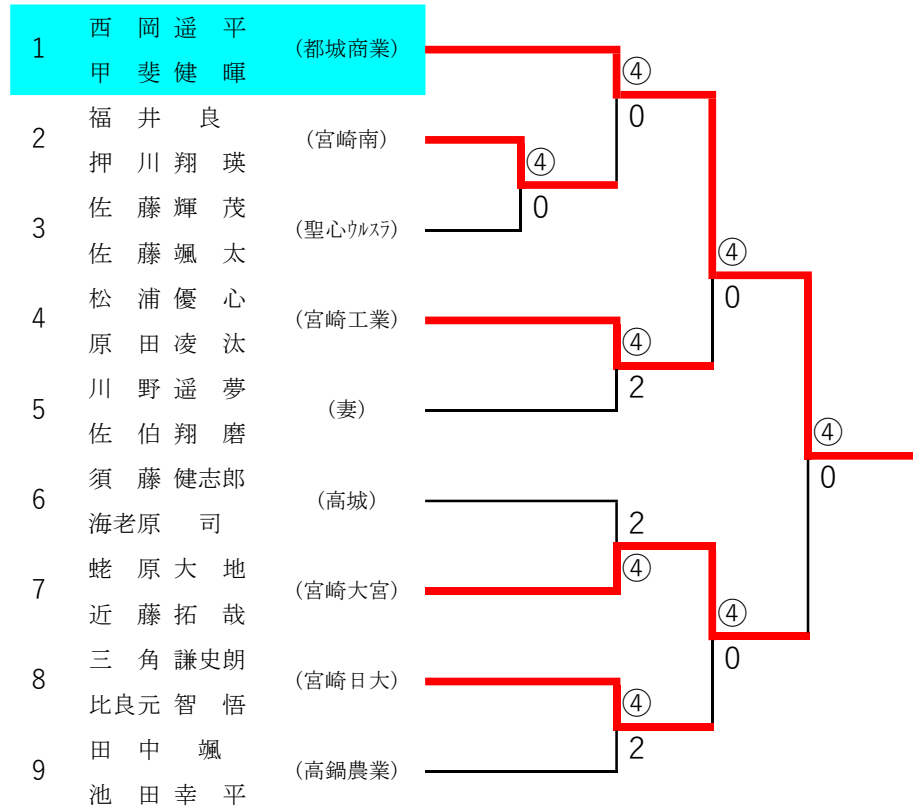 西 岡 遥 平
1 (都城商業)
甲 斐 健 暉
④
0
福 井 良
2 (宮崎南)
押 川 翔 瑛
④
0
佐 藤 輝 茂
3 (聖心ウルスラ)
佐 藤 颯 太
④
0
松 浦 優 心
4 (宮崎工業)
原 田 凌 汰
④
2
川 野 遥 夢
5 (妻)
佐 伯 翔 磨
④
0
須 藤 健志郎
6 (高城)
海老原 司
2
④
蛯 原 大 地
7 (宮崎大宮)
近 藤 拓 哉
④
0
三 角 謙史朗
8 (宮崎日大)
比良元 智 悟
④
2
田 中 颯
9 (高鍋農業)
池 田 幸 平